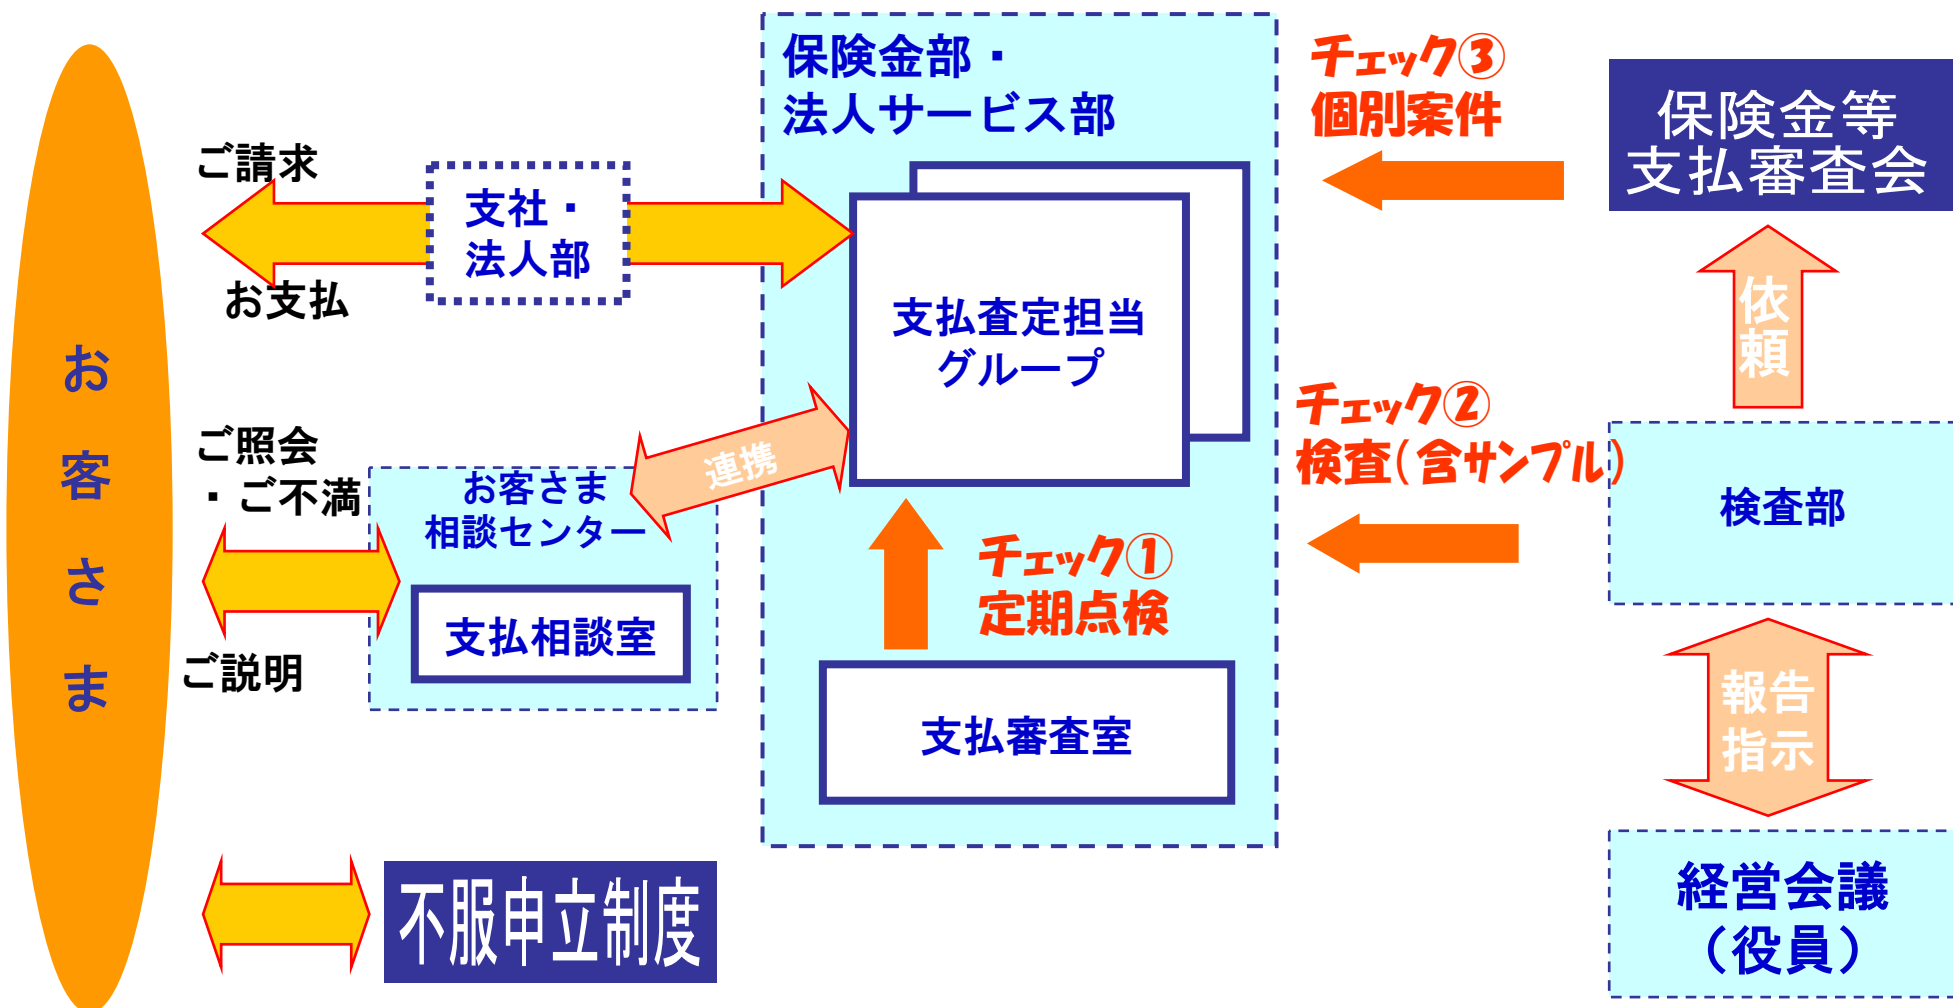 お客さま
ご請求
お支払
支社・
法人部
保険金部・
法人サービス部
支払査定担当
グループ
チェック③
個別案件
保険金等
支払審査会
依頼
ご照会
・ご不満
ご説明
お客さま
相談センター
支払相談室
連携
チェック①
定期点検
支払審査室
チェック②
検査(含サンプル)
検査部
報告
指示
経営会議
(役員)
不服申立制度